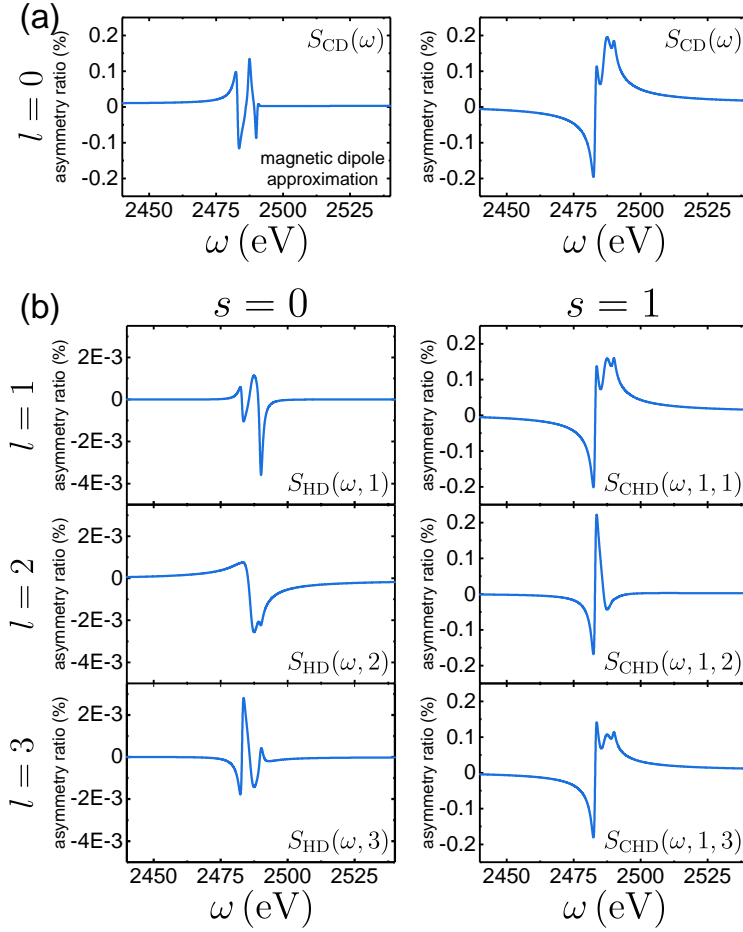 (a)
l = 0
asymmetry ratio (%)
0.2
0.1
0
-0.1
-0.2
S_CD(ω)
magnetic dipole
approximation
2450 2475 2500 2525
ω (eV)
asymmetry ratio (%)
0.2
0.1
0
-0.1
-0.2
S_CD(ω)
2450 2475 2500 2525
ω (eV)
(b)
s = 0
s = 1
l = 1
asymmetry ratio (%)
2E-3
0
-2E-3
-4E-3
S_HD(ω, 1)
asymmetry ratio (%)
0.2
0.1
0
-0.1
-0.2
S_CHD(ω, 1, 1)
l = 2
asymmetry ratio (%)
2E-3
0
-2E-3
-4E-3
S_HD(ω, 2)
asymmetry ratio (%)
0.2
0.1
0
-0.1
-0.2
S_CHD(ω, 1, 2)
l = 3
asymmetry ratio (%)
2E-3
0
-2E-3
-4E-3
S_HD(ω, 3)
2450 2475 2500 2525
ω (eV)
asymmetry ratio (%)
0.2
0.1
0
-0.1
-0.2
S_CHD(ω, 1, 3)
2450 2475 2500 2525
ω (eV)